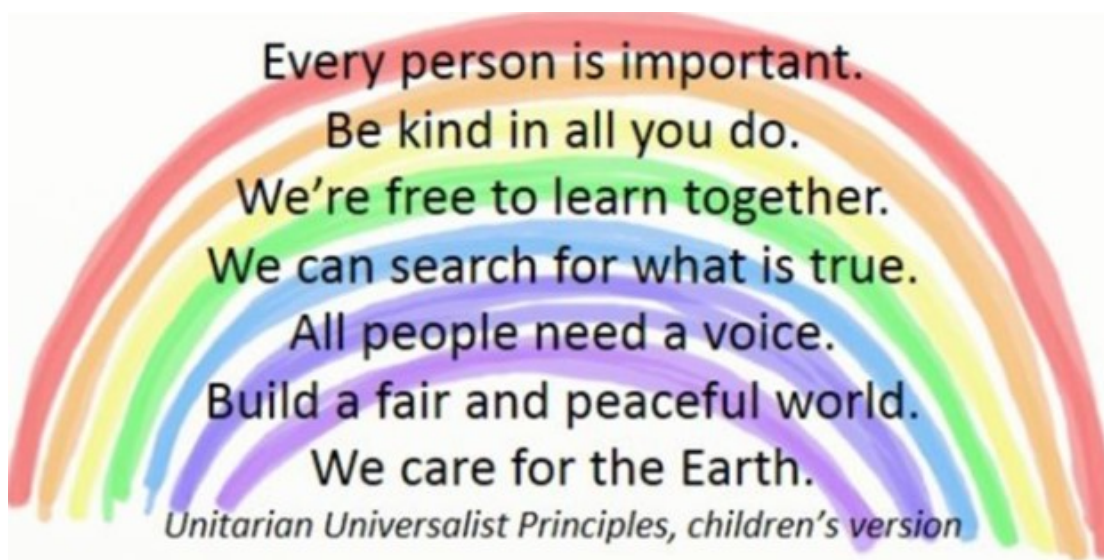 Every person is important.
Be kind in all you do.
We're free to learn together.
We can search for what is true.
All people need a voice.
Build a fair and peaceful world.
We care for the Earth.
Unitarian Universalist Principles, children's version